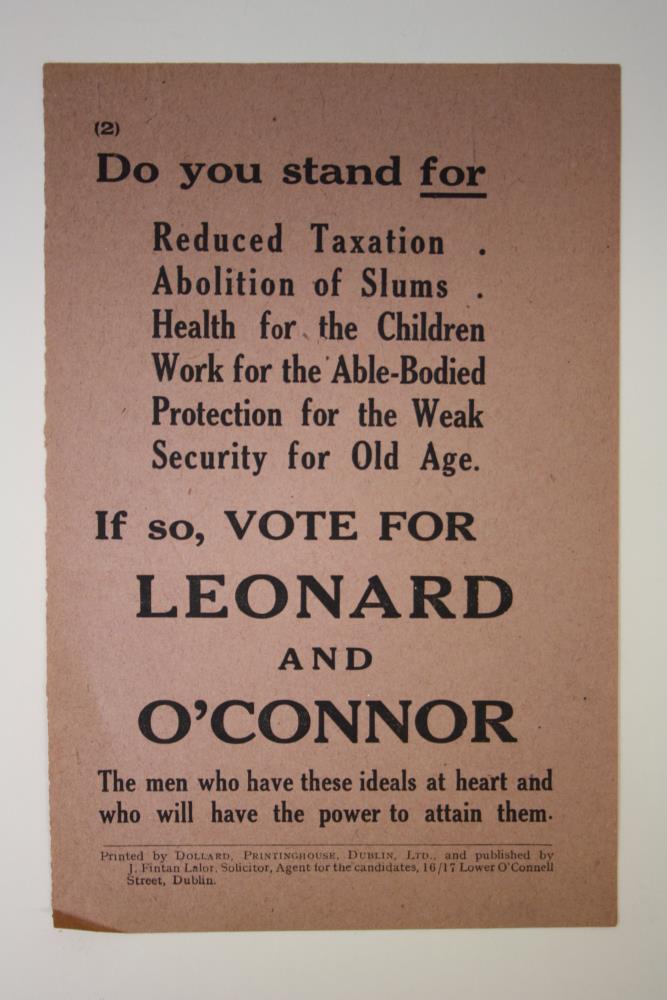 (2)
Do you stand for
Reduced Taxation .
Abolition of Slums .
Health for the Children
Work for the Able-Bodied
Protection for the Weak
Security for Old Age.
If so, VOTE FOR
LEONARD
AND
O'CONNOR
The men who have these ideals at heart and
who will have the power to attain them.
Printed by DOLLARD, PRINTINGHOUSE, DUBLIN, LTD., and published by
J. Fintan Lalor, Solicitor, Agent for the candidates, 16/17 Lower O'Connell
Street, Dublin.